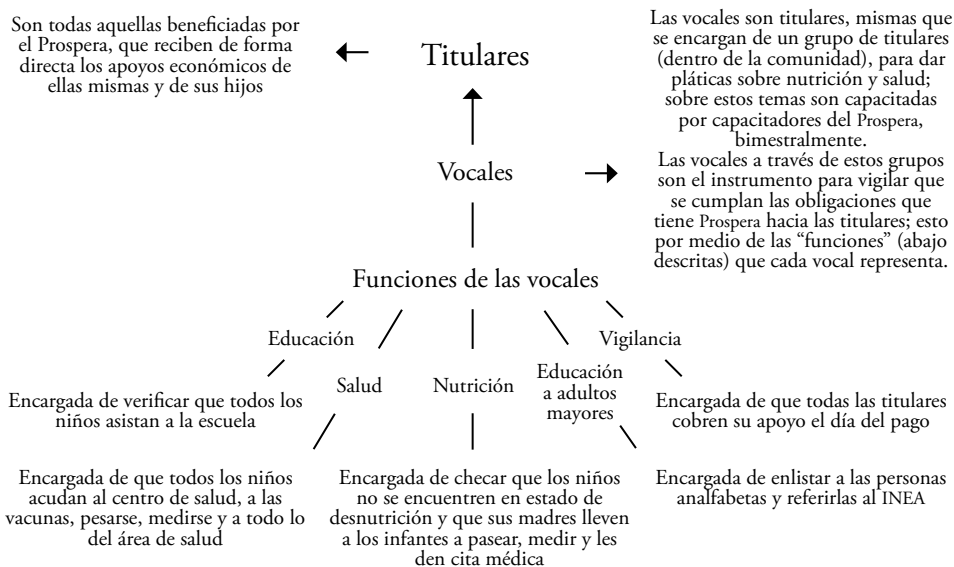 Son todas aquellas beneficiadas por
el Prospera, que reciben de forma
directa los apoyos económicos de
ellas mismas y de sus hijos
Titulares
Las vocales son titulares, mismas que
se encargan de un grupo de titulares
(dentro de la comunidad), para dar
pláticas sobre nutrición y salud;
sobre estos temas son capacitadas
por capacitadores del Prospera,
bimestralmente.
Las vocales a través de estos grupos
son el instrumento para vigilar que
se cumplan las obligaciones que
tiene Prospera hacia las titulares; esto
por medio de las “funciones” (abajo
descritas) que cada vocal representa.
Vocales
Funciones de las vocales
Educación
Encargada de verificar que todos los
niños asistan a la escuela
Salud
Encargada de que todos los niños
acudan al centro de salud, a las
vacunas, pesarse, medirse y a todo lo
del área de salud
Nutrición
Encargada de checar que los niños
no se encuentren en estado de
desnutrición y que sus madres lleven
a los infantes a pasear, medir y les
den cita médica
Educación
a adultos
mayores
Encargada de enlistar a las personas
analfabetas y referirlas al INEA
Vigilancia
Encargada de que todas las titulares
cobren su apoyo el día del pago